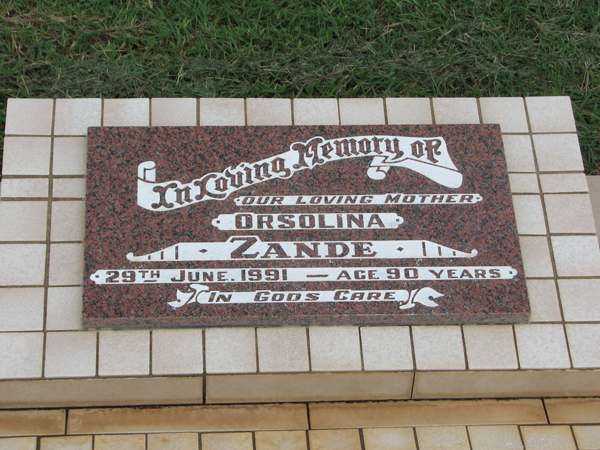 In Loving Memory of
Our Loving Mother
Orsolina
Zande
29TH June. 1991 — Age 90 years
In Gods Care